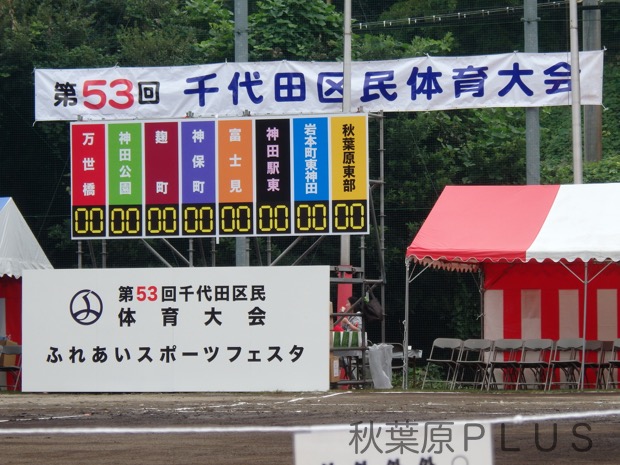 第53回 千代田区民体育大会
万世橋
神田公園
麹町
神保町
富士見
神田駅東
岩本町東神田
秋葉原東部
00 00 00 00 00 00 00 00
第53回千代田区民
体育大会
ふれあいスポーツフェスタ
秋葉原PLUS